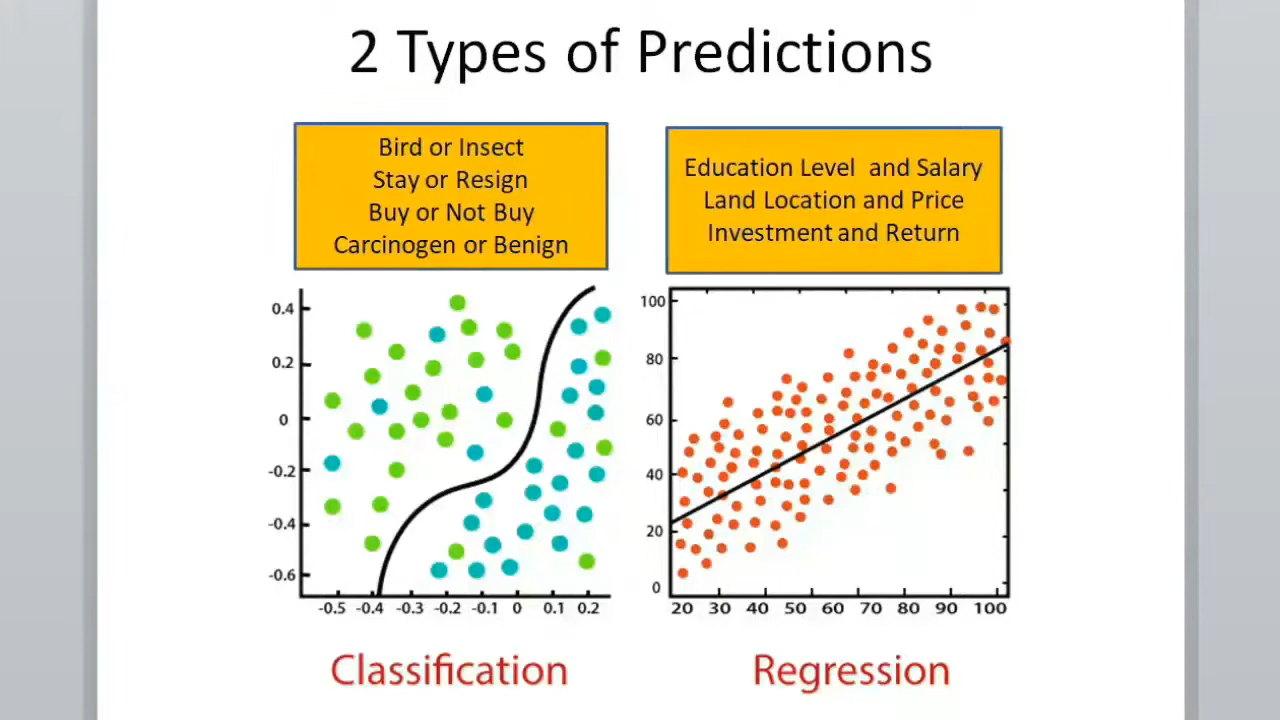 2 Types of Predictions
Bird or Insect
Stay or Resign
Buy or Not Buy
Carcinogen or Benign
Education Level and Salary
Land Location and Price
Investment and Return
0.4
0.2
0
-0.2
-0.4
-0.6
-0.5 -0.4 -0.3 -0.2 -0.1 0 0.1 0.2
100
80
60
40
20
0
20 30 40 50 60 70 80 90 100
Classification
Regression